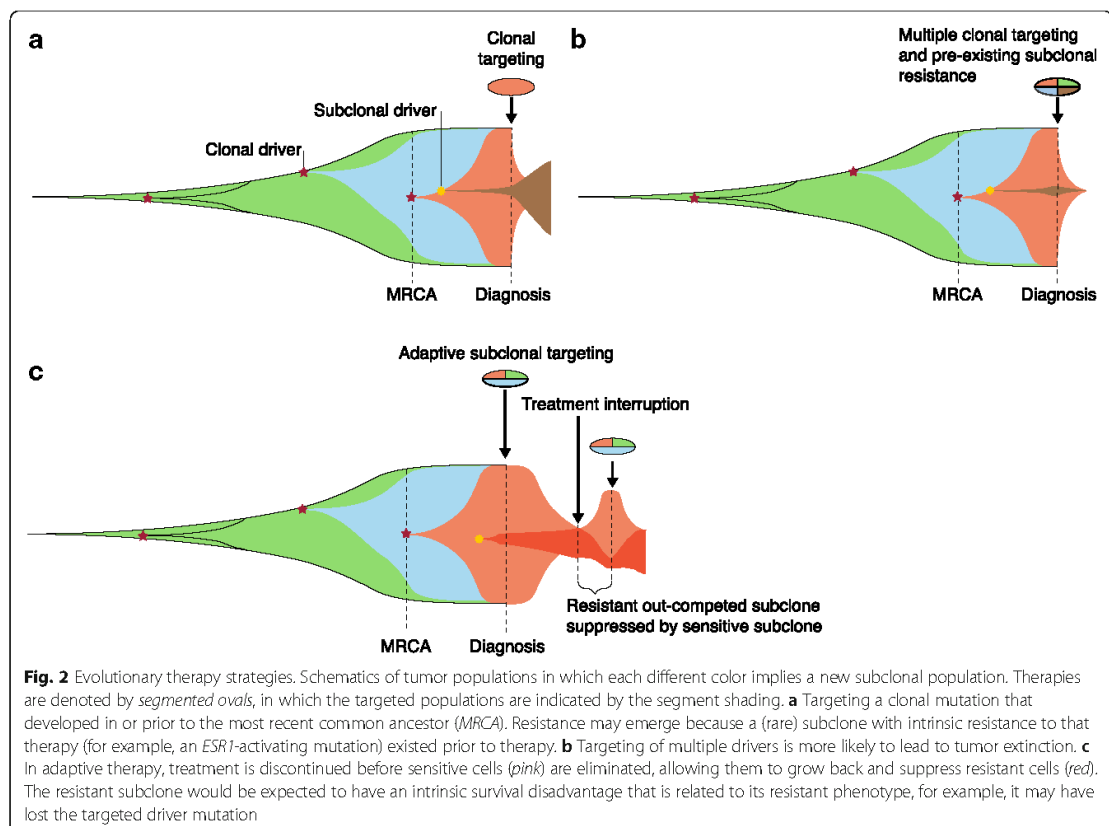 a
Clonal
targeting
Subclonal driver
Clonal driver
MRCA
Diagnosis
b
Multiple clonal targeting
and pre-existing subclonal
resistance
MRCA
Diagnosis
c
Adaptive subclonal targeting
Treatment interruption
Resistant out-competed subclone
suppressed by sensitive subclone
MRCA
Diagnosis
Fig. 2 Evolutionary therapy strategies. Schematics of tumor populations in which each different color implies a new subclonal population. Therapies
are denoted by segmented ovals, in which the targeted populations are indicated by the segment shading. a Targeting a clonal mutation that
developed in or prior to the most recent common ancestor (MRCA). Resistance may emerge because a (rare) subclone with intrinsic resistance to that
therapy (for example, an ESR1-activating mutation) existed prior to therapy. b Targeting of multiple drivers is more likely to lead to tumor extinction. c
In adaptive therapy, treatment is discontinued before sensitive cells (pink) are eliminated, allowing them to grow back and suppress resistant cells (red).
The resistant subclone would be expected to have an intrinsic survival disadvantage that is related to its resistant phenotype, for example, it may have
lost the targeted driver mutation